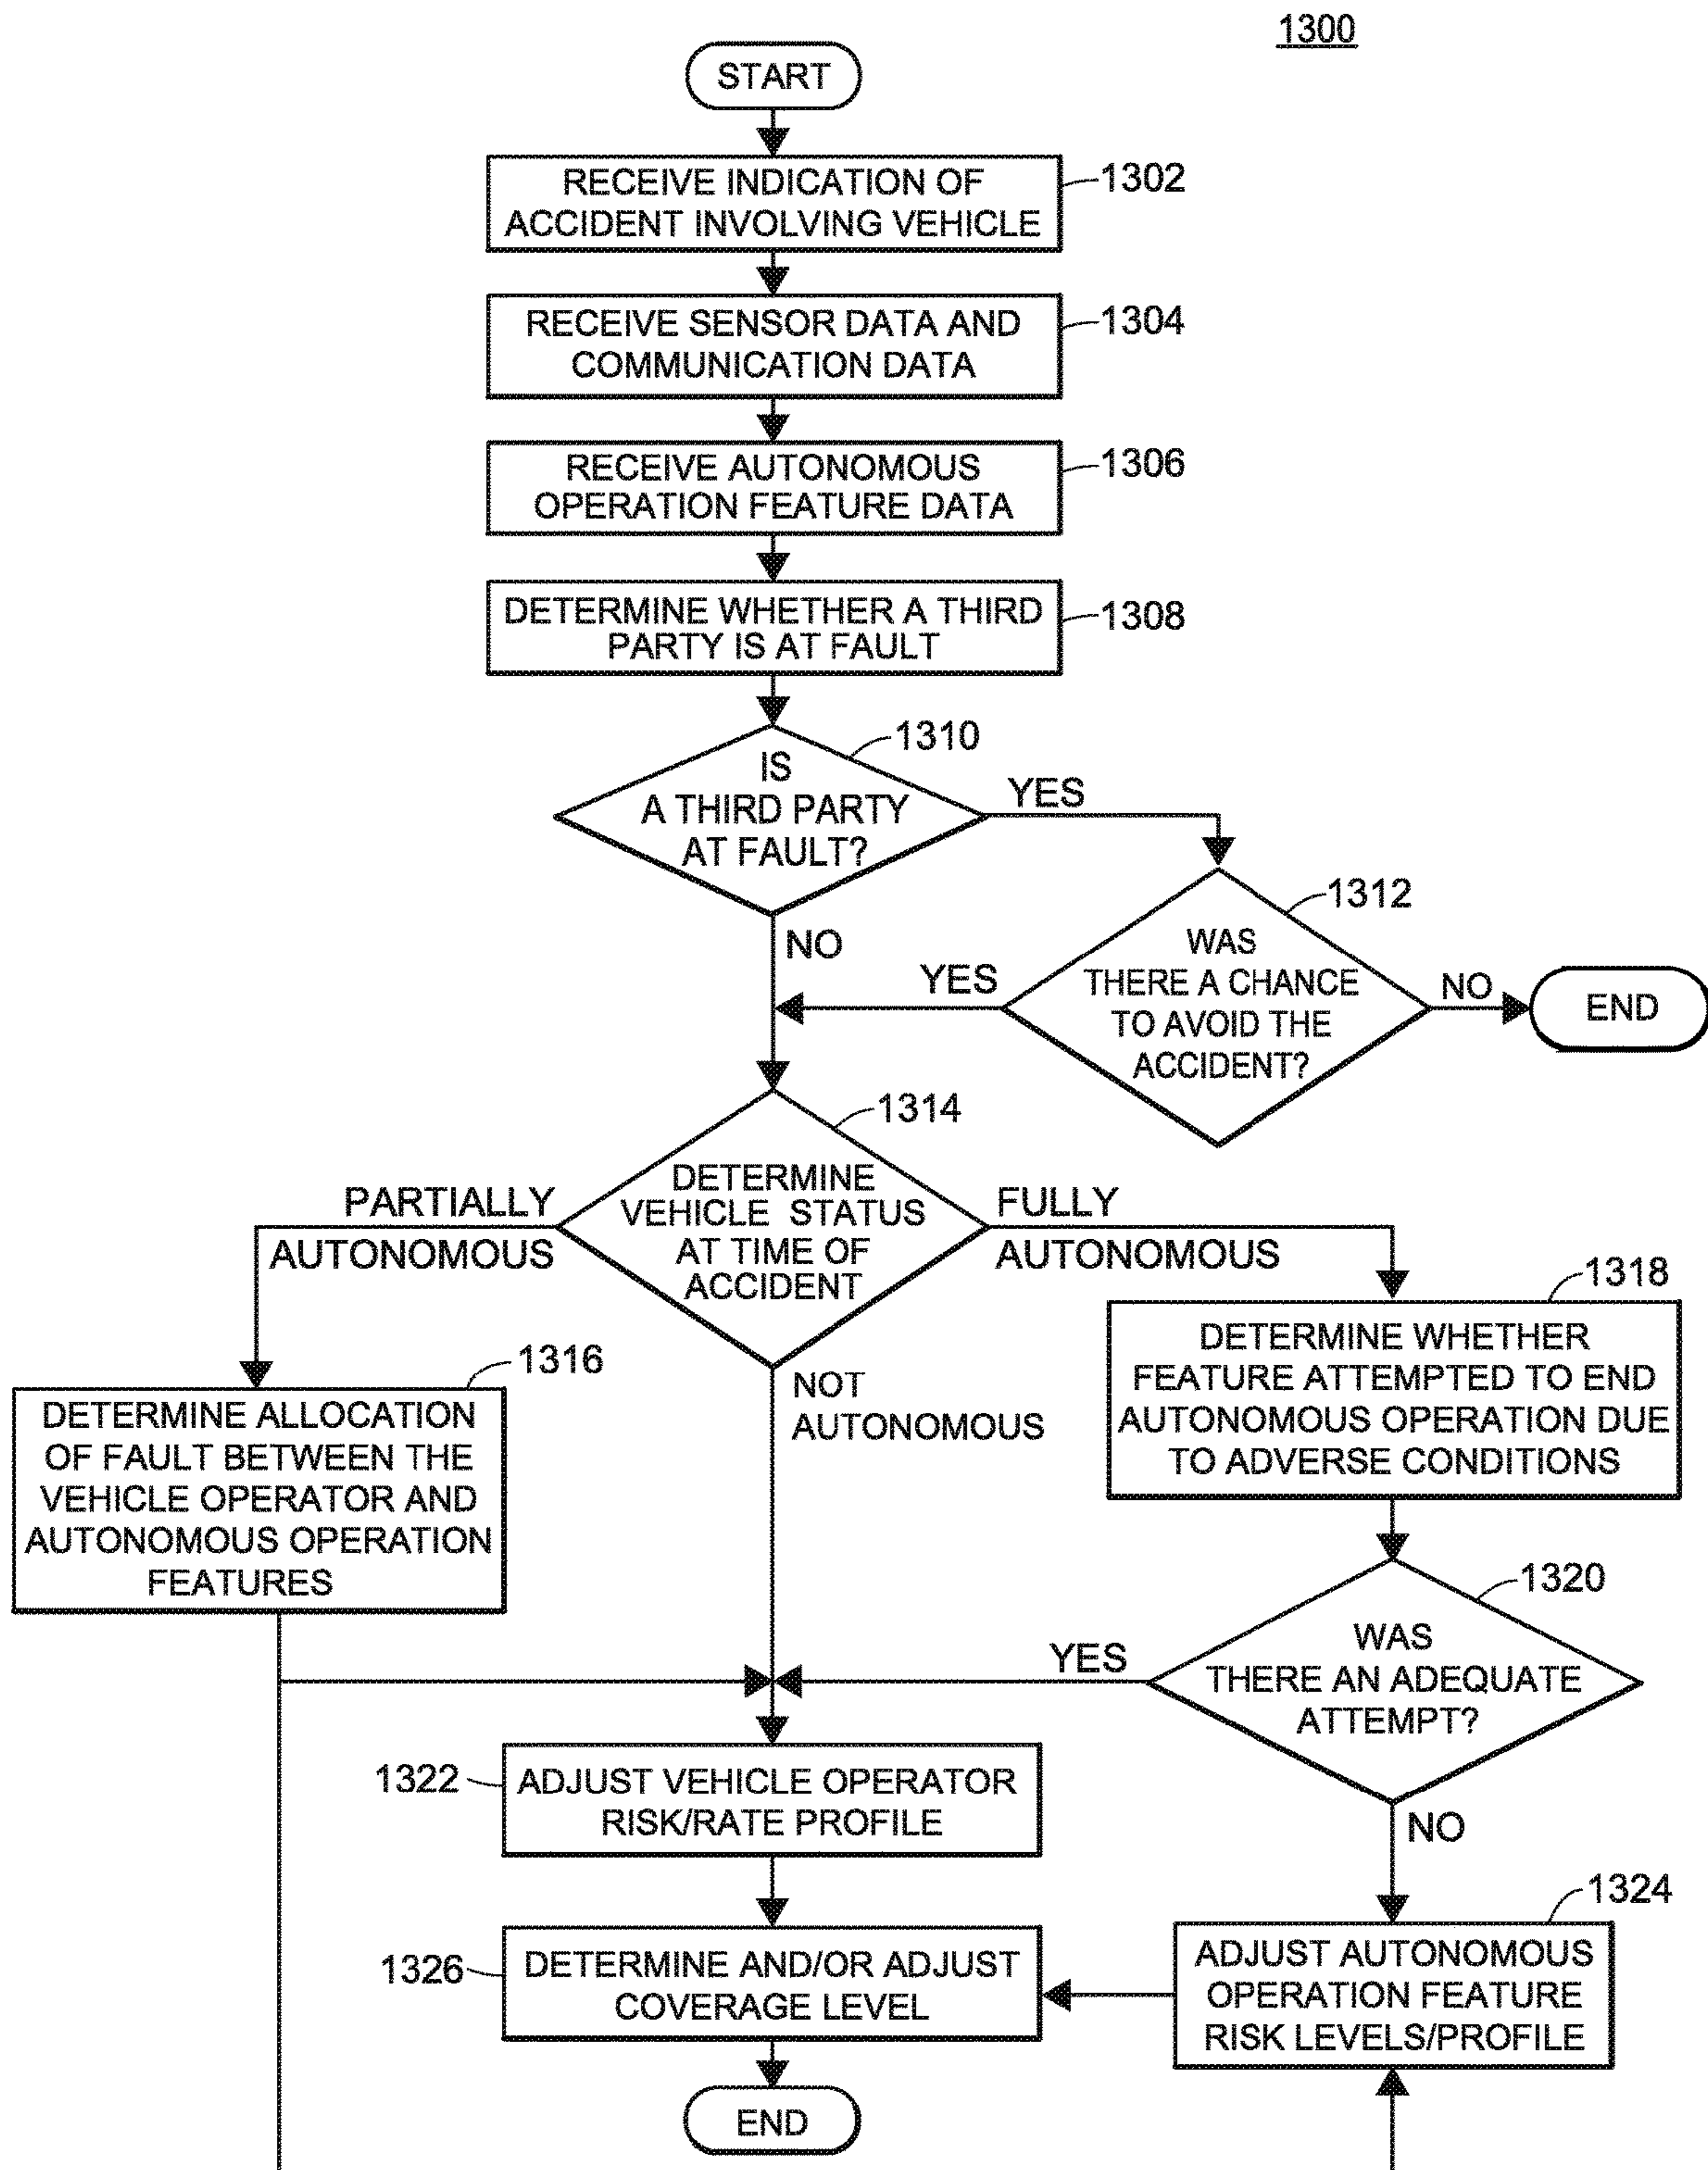 1300
START
RECEIVE INDICATION OF
ACCIDENT INVOLVING VEHICLE
1302
RECEIVE SENSOR DATA AND
COMMUNICATION DATA
1304
RECEIVE AUTONOMOUS
OPERATION FEATURE DATA
1306
DETERMINE WHETHER A THIRD
PARTY IS AT FAULT
1308
1310
IS
A THIRD PARTY
AT FAULT?
YES
NO
1312
WAS
THERE A CHANCE
TO AVOID THE
ACCIDENT?
YES
NO
END
1314
DETERMINE
VEHICLE STATUS
AT TIME OF
ACCIDENT
PARTIALLY
AUTONOMOUS
FULLY
AUTONOMOUS
NOT
AUTONOMOUS
1316
DETERMINE ALLOCATION
OF FAULT BETWEEN THE
VEHICLE OPERATOR AND
AUTONOMOUS OPERATION
FEATURES
1318
DETERMINE WHETHER
FEATURE ATTEMPTED TO END
AUTONOMOUS OPERATION DUE
TO ADVERSE CONDITIONS
1320
WAS
THERE AN ADEQUATE
ATTEMPT?
YES
NO
1322
ADJUST VEHICLE OPERATOR
RISK/RATE PROFILE
1324
ADJUST AUTONOMOUS
OPERATION FEATURE
RISK LEVELS/PROFILE
1326
DETERMINE AND/OR ADJUST
COVERAGE LEVEL
END